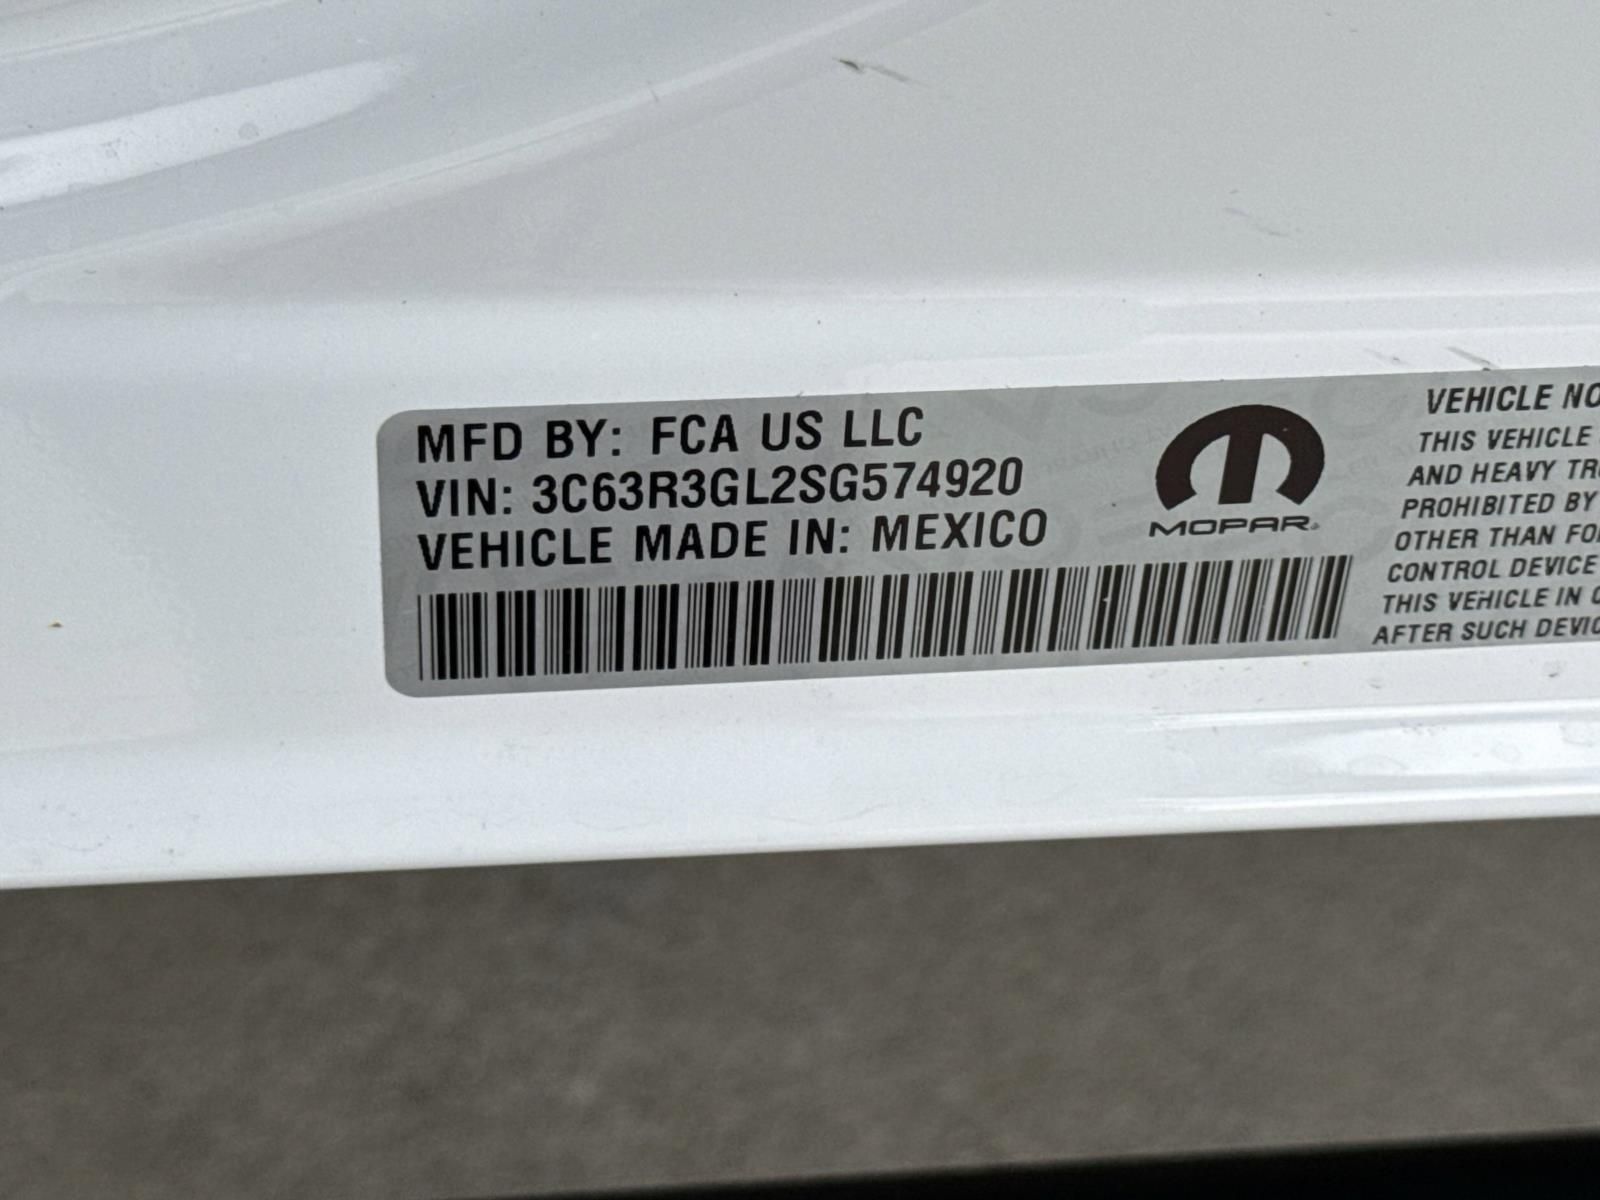 MFD BY: FCA US LLC
VIN: 3C63R3GL2SG574920
VEHICLE MADE IN: MEXICO
MOPAR®
VEHICLE NO
THIS VEHICLE
AND HEAVY TR
PROHIBITED BY
OTHER THAN FO
CONTROL DEVICE
THIS VEHICLE IN
AFTER SUCH DEVIC